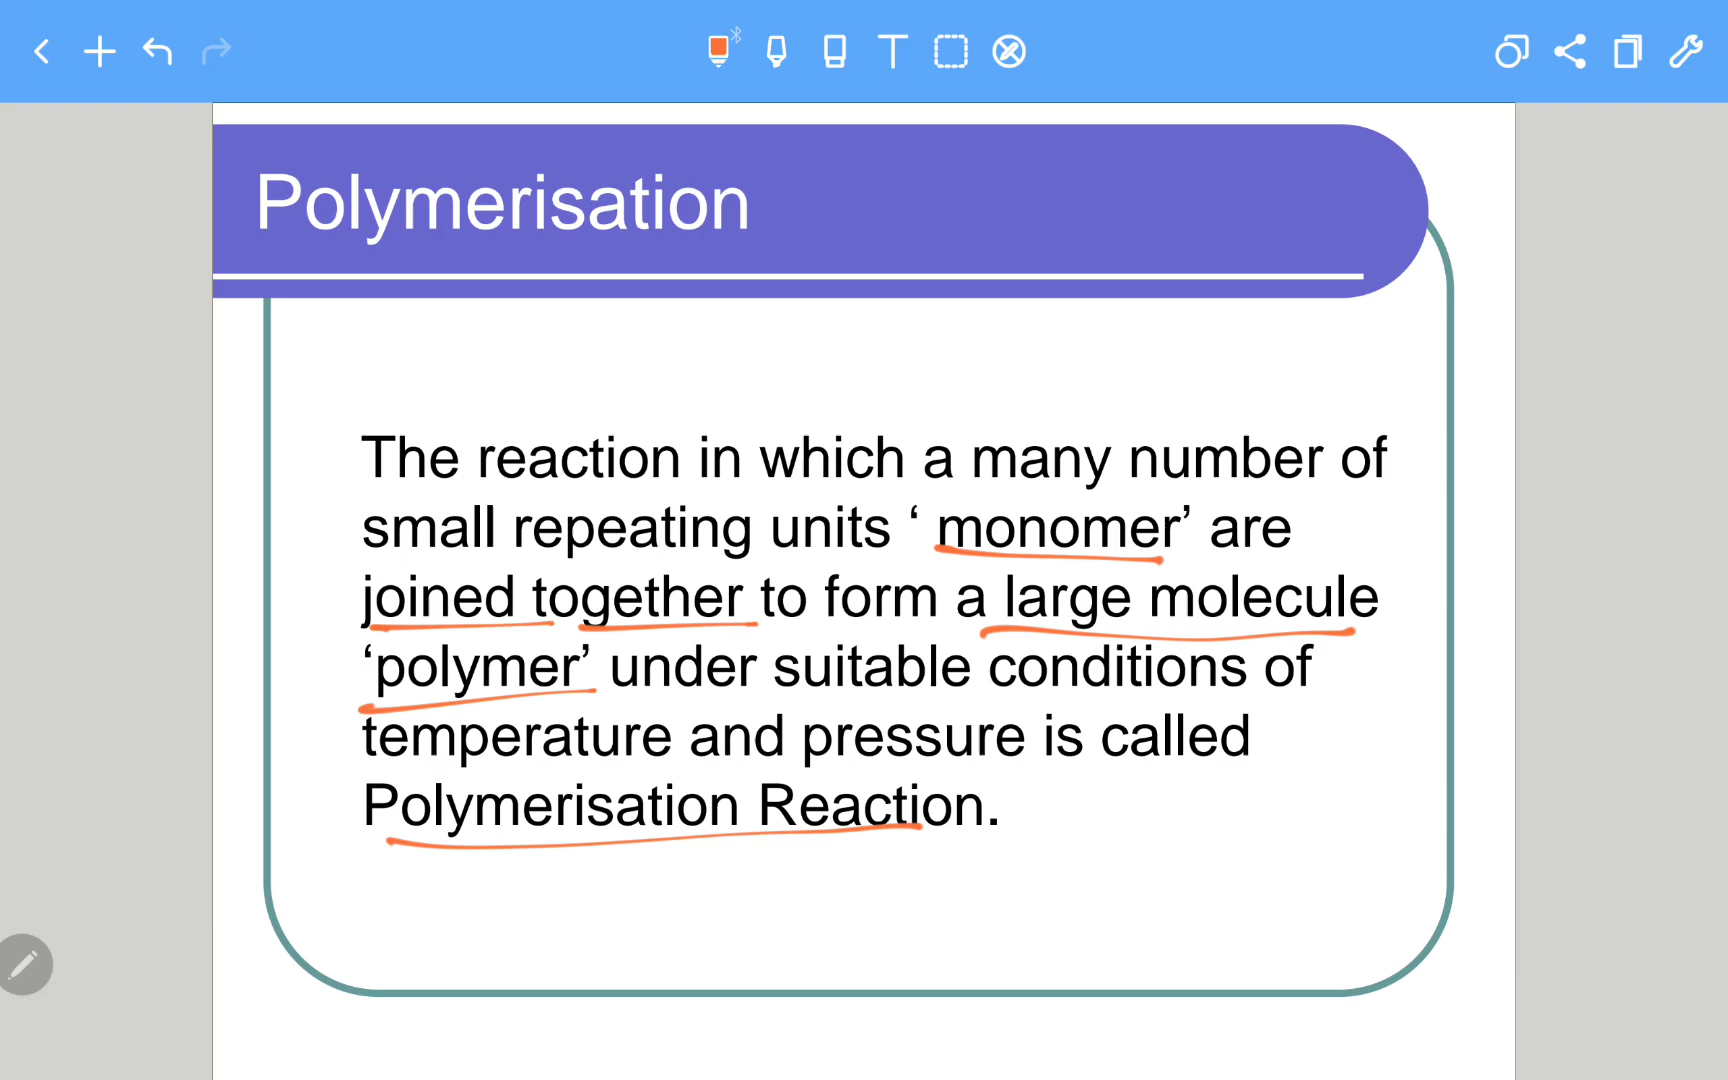 Polymerisation
The reaction in which a many number of
small repeating units ‘ monomer’ are
joined together to form a large molecule
‘polymer’ under suitable conditions of
temperature and pressure is called
Polymerisation Reaction.